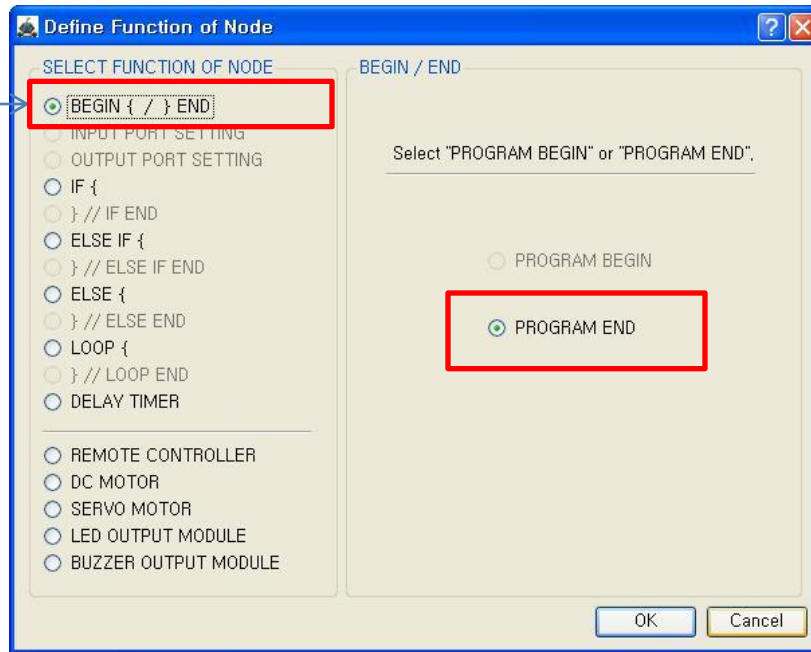 Define Function of Node
SELECT FUNCTION OF NODE
BEGIN { / } END
INPUT PORT SETTING
OUTPUT PORT SETTING
IF {
} // IF END
ELSE IF {
} // ELSE IF END
ELSE {
} // ELSE END
LOOP {
} // LOOP END
DELAY TIMER
REMOTE CONTROLLER
DC MOTOR
SERVO MOTOR
LED OUTPUT MODULE
BUZZER OUTPUT MODULE
BEGIN / END
Select "PROGRAM BEGIN" or "PROGRAM END",
PROGRAM BEGIN
PROGRAM END
OK
Cancel